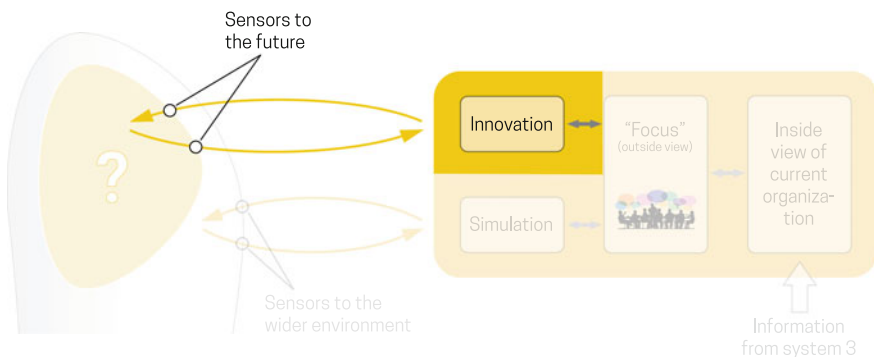 Sensors to
the future
Innovation
“Focus”
(outside view)
Inside
view of
current
organiza-
tion
?
Simulation
Sensors to the
wider environment
Information
from system 3